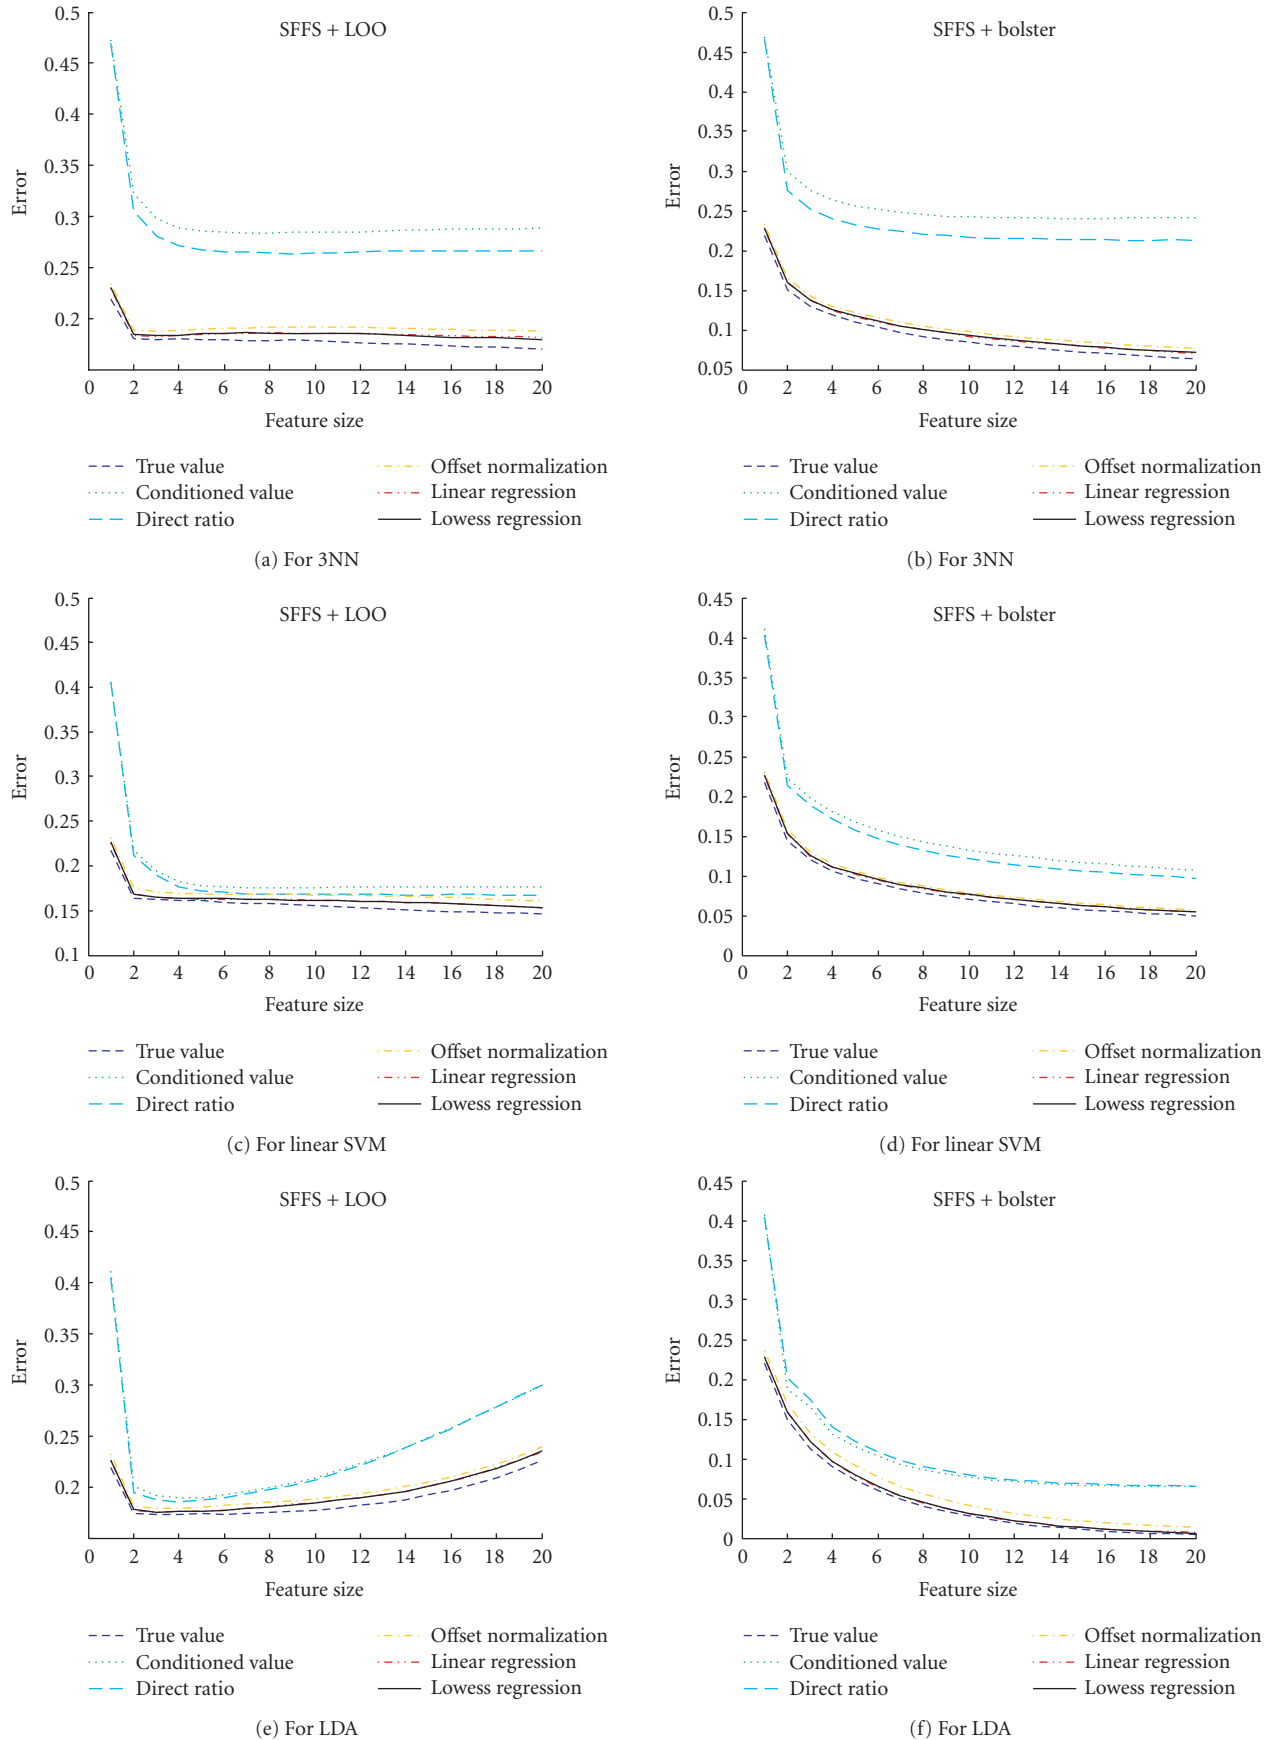 SFFS + LOO
0.5
0.45
0.4
0.35
0.3
0.25
0.2
Error
0 2 4 6 8 10 12 14 16 18 20
Feature size
True value
Conditioned value
Direct ratio
Offset normalization
Linear regression
Lowess regression
(a) For 3NN
SFFS + bolster
0.5
0.45
0.4
0.35
0.3
0.25
0.2
0.15
0.1
0.05
Error
0 2 4 6 8 10 12 14 16 18 20
Feature size
True value
Conditioned value
Direct ratio
Offset normalization
Linear regression
Lowess regression
(b) For 3NN
SFFS + LOO
0.5
0.45
0.4
0.35
0.3
0.25
0.2
0.15
0.1
Error
0 2 4 6 8 10 12 14 16 18 20
Feature size
True value
Conditioned value
Direct ratio
Offset normalization
Linear regression
Lowess regression
(c) For linear SVM
SFFS + bolster
0.45
0.4
0.35
0.3
0.25
0.2
0.15
0.1
0.05
0
Error
0 2 4 6 8 10 12 14 16 18 20
Feature size
True value
Conditioned value
Direct ratio
Offset normalization
Linear regression
Lowess regression
(d) For linear SVM
SFFS + LOO
0.5
0.45
0.4
0.35
0.3
0.25
0.2
Error
0 2 4 6 8 10 12 14 16 18 20
Feature size
True value
Conditioned value
Direct ratio
Offset normalization
Linear regression
Lowess regression
(e) For LDA
SFFS + bolster
0.45
0.4
0.35
0.3
0.25
0.2
0.15
0.1
0.05
0
Error
0 2 4 6 8 10 12 14 16 18 20
Feature size
True value
Conditioned value
Direct ratio
Offset normalization
Linear regression
Lowess regression
(f) For LDA